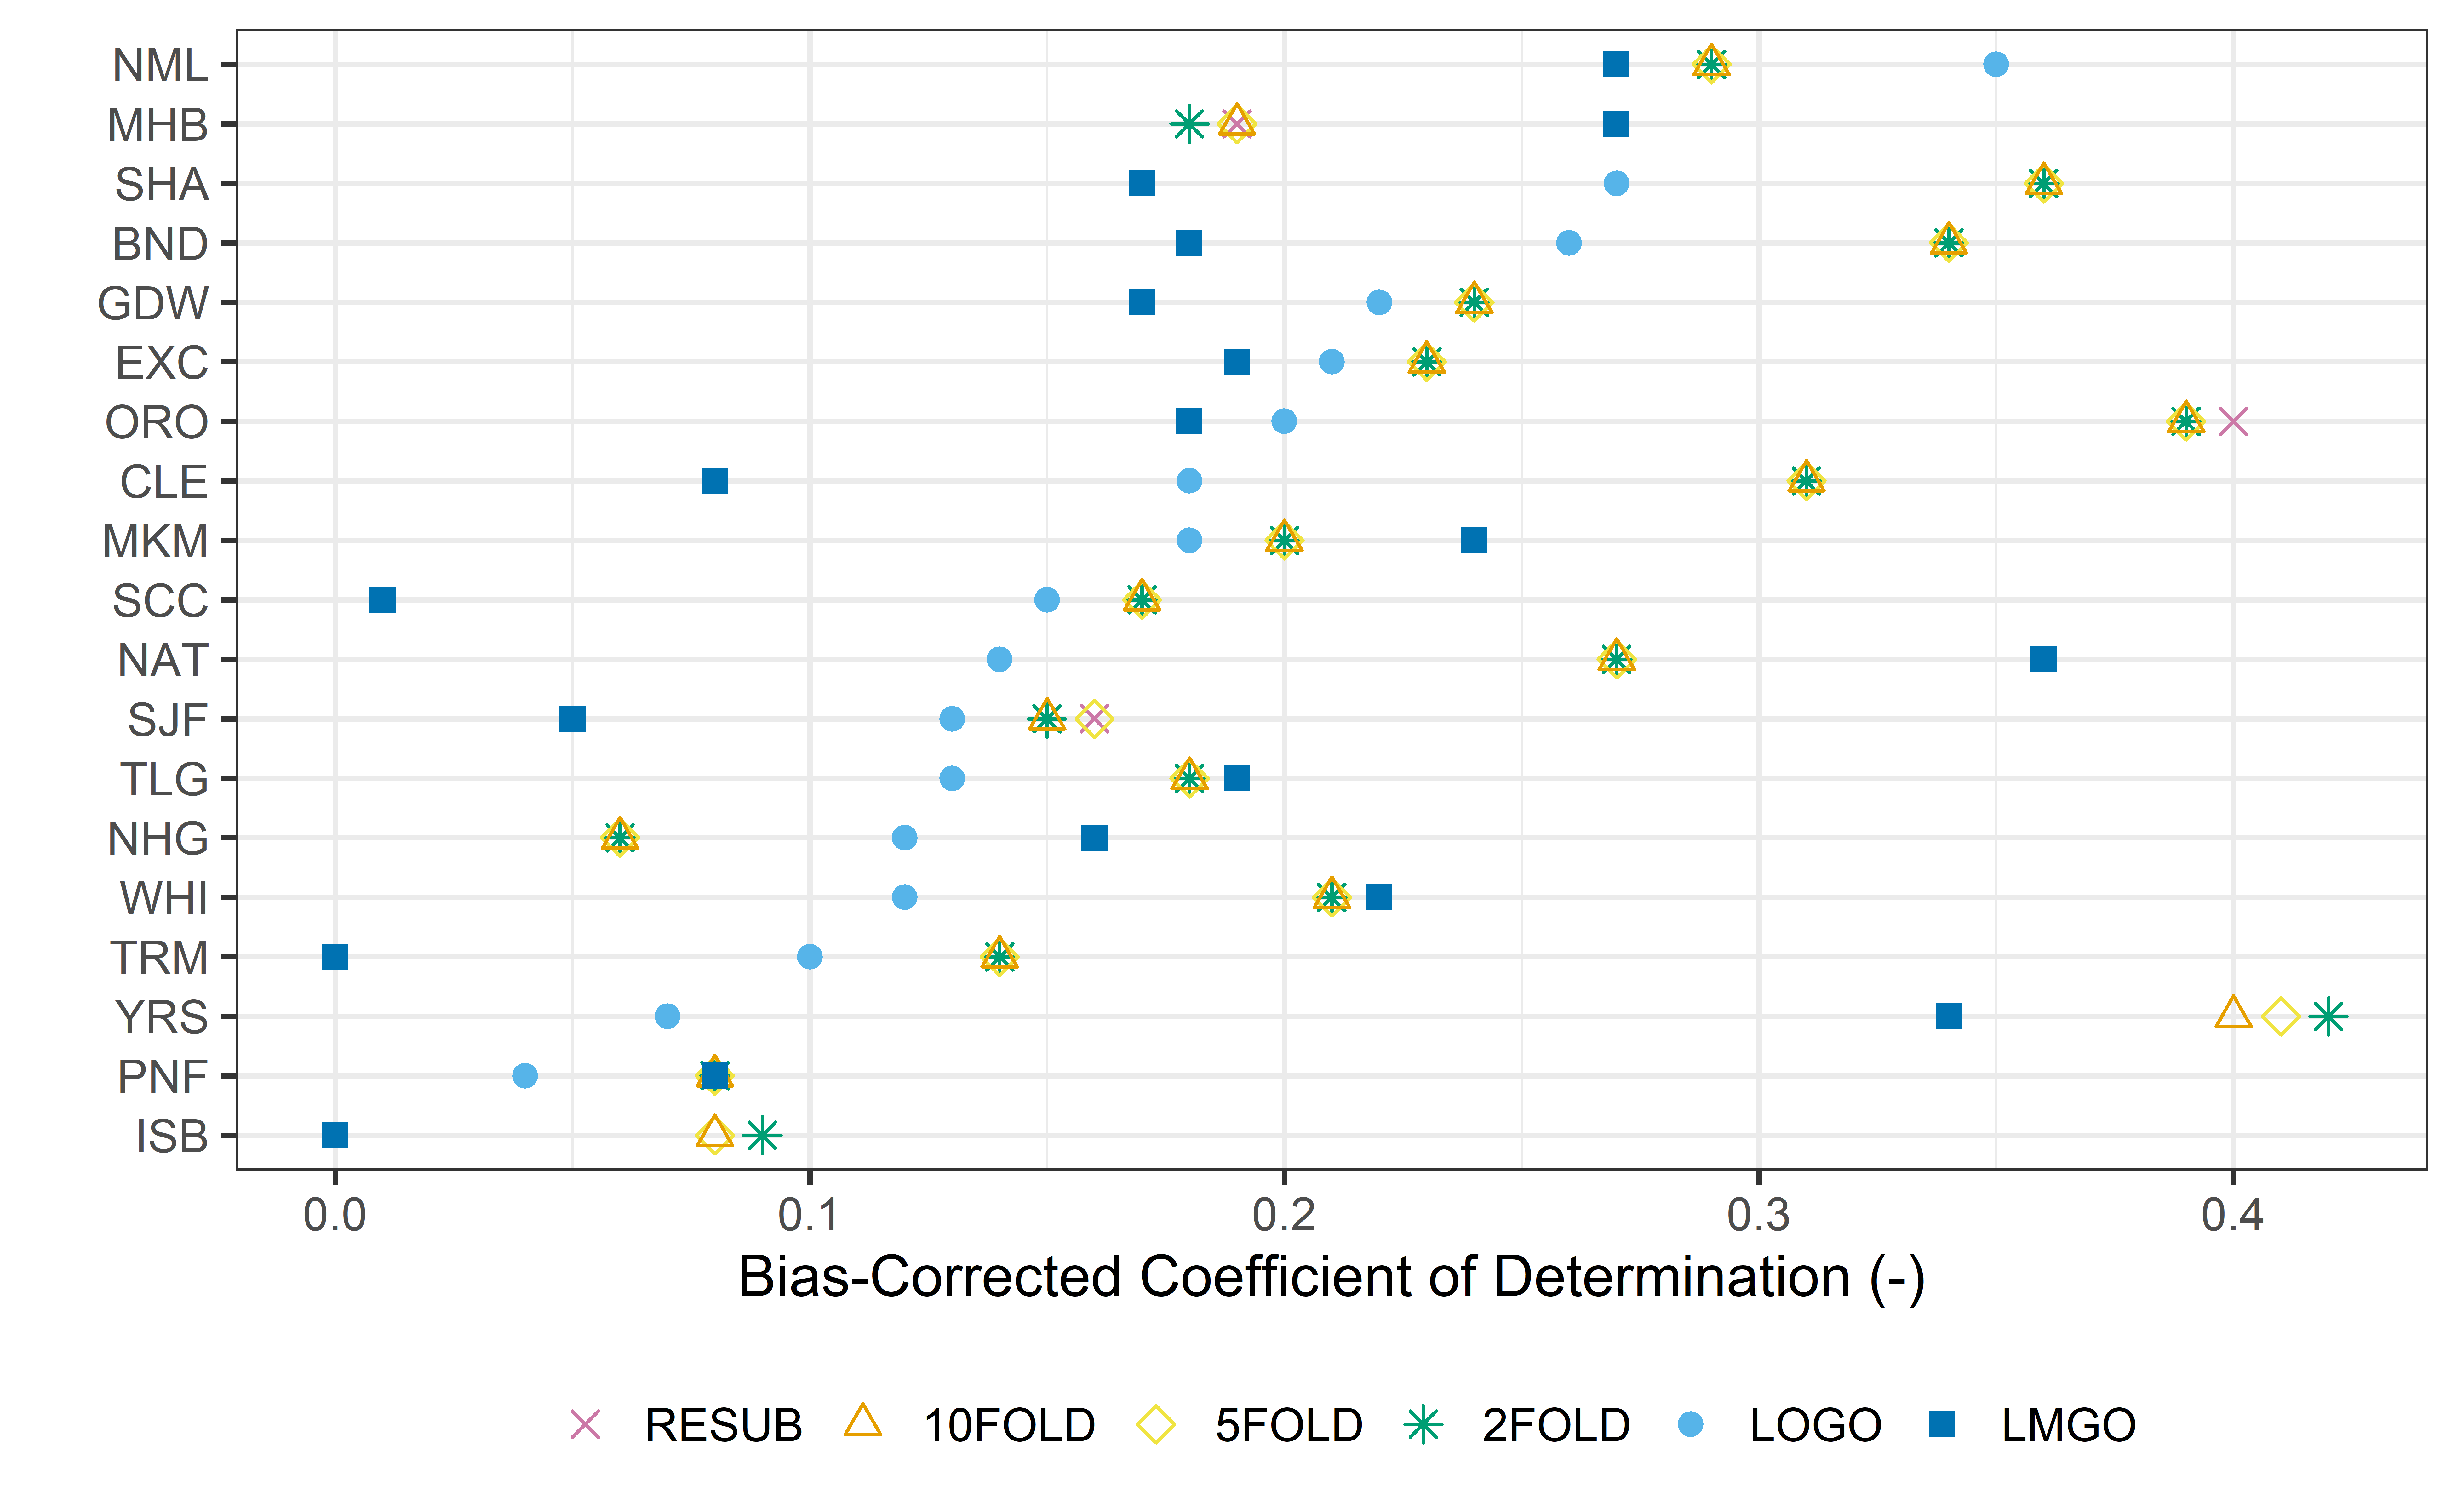 NML
MHB
SHA
BND
GDW
EXC
ORO
CLE
MKM
SCC
NAT
SJF
TLG
NHG
WHI
TRM
YRS
PNF
ISB
0.0 0.1 0.2 0.3 0.4
Bias-Corrected Coefficient of Determination (-)
RESUB 10FOLD 5FOLD 2FOLD LOGO LMGO